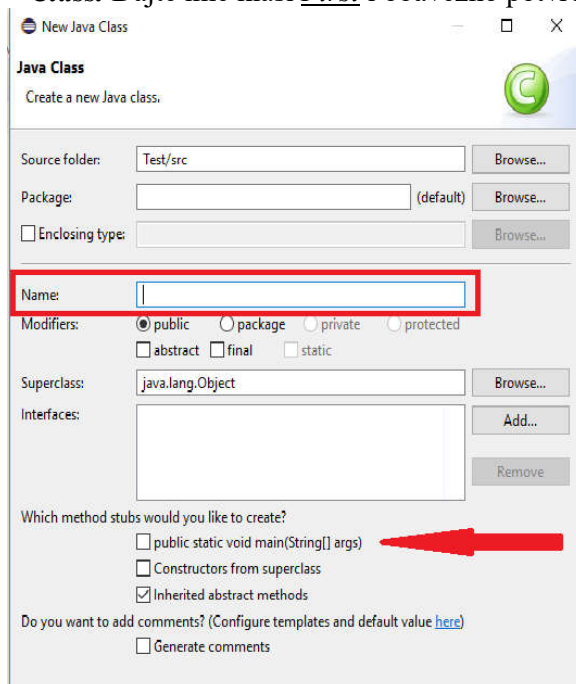 New Java Class
Java Class
Create a new Java class.
Source folder: Test/src Browse...
Package: (default) Browse...
Enclosing type: Browse...
Name:
Modifiers: public package private protected
abstract final static
Superclass: java.lang.Object Browse...
Interfaces: Add...
Remove
Which method stubs would you like to create?
public static void main(String[] args)
Constructors from superclass
Inherited abstract methods
Do you want to add comments? (Configure templates and default value here)
Generate comments